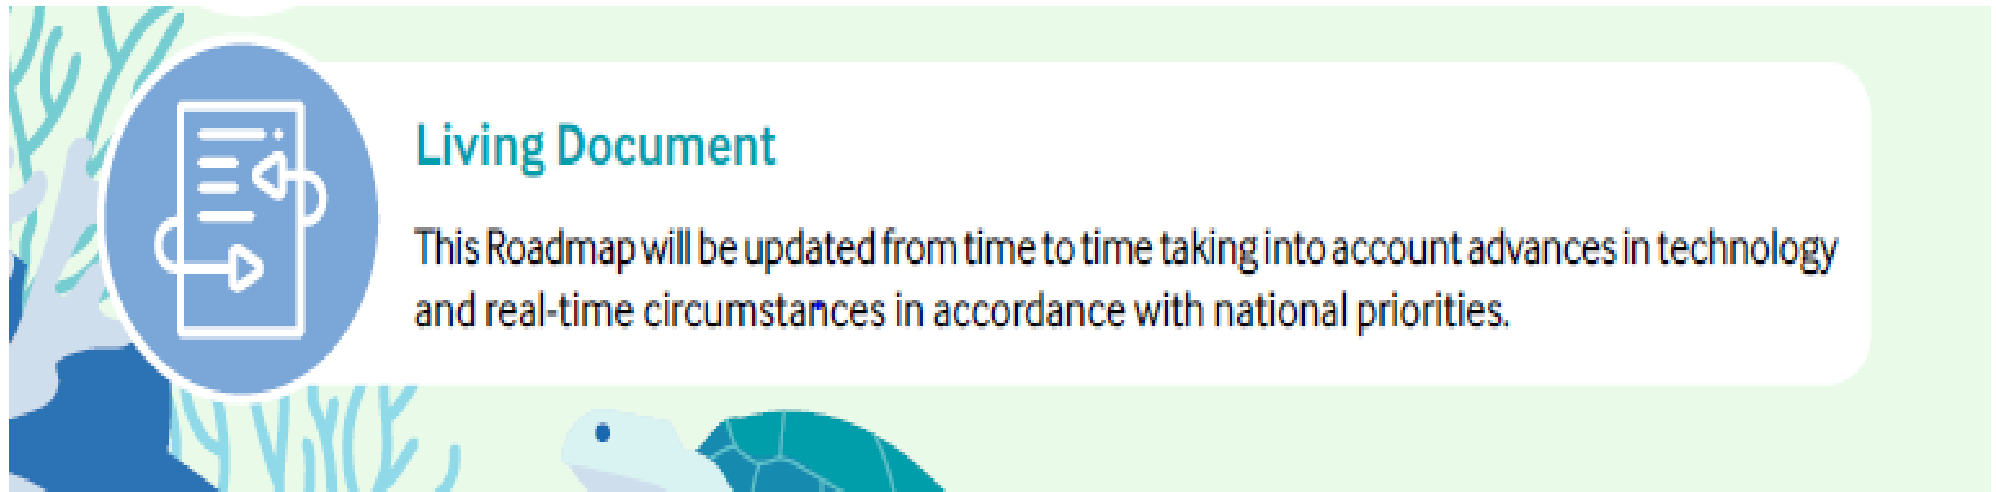 Living Document
This Roadmap will be updated from time to time taking into account advances in technology
and real-time circumstances in accordance with national priorities.